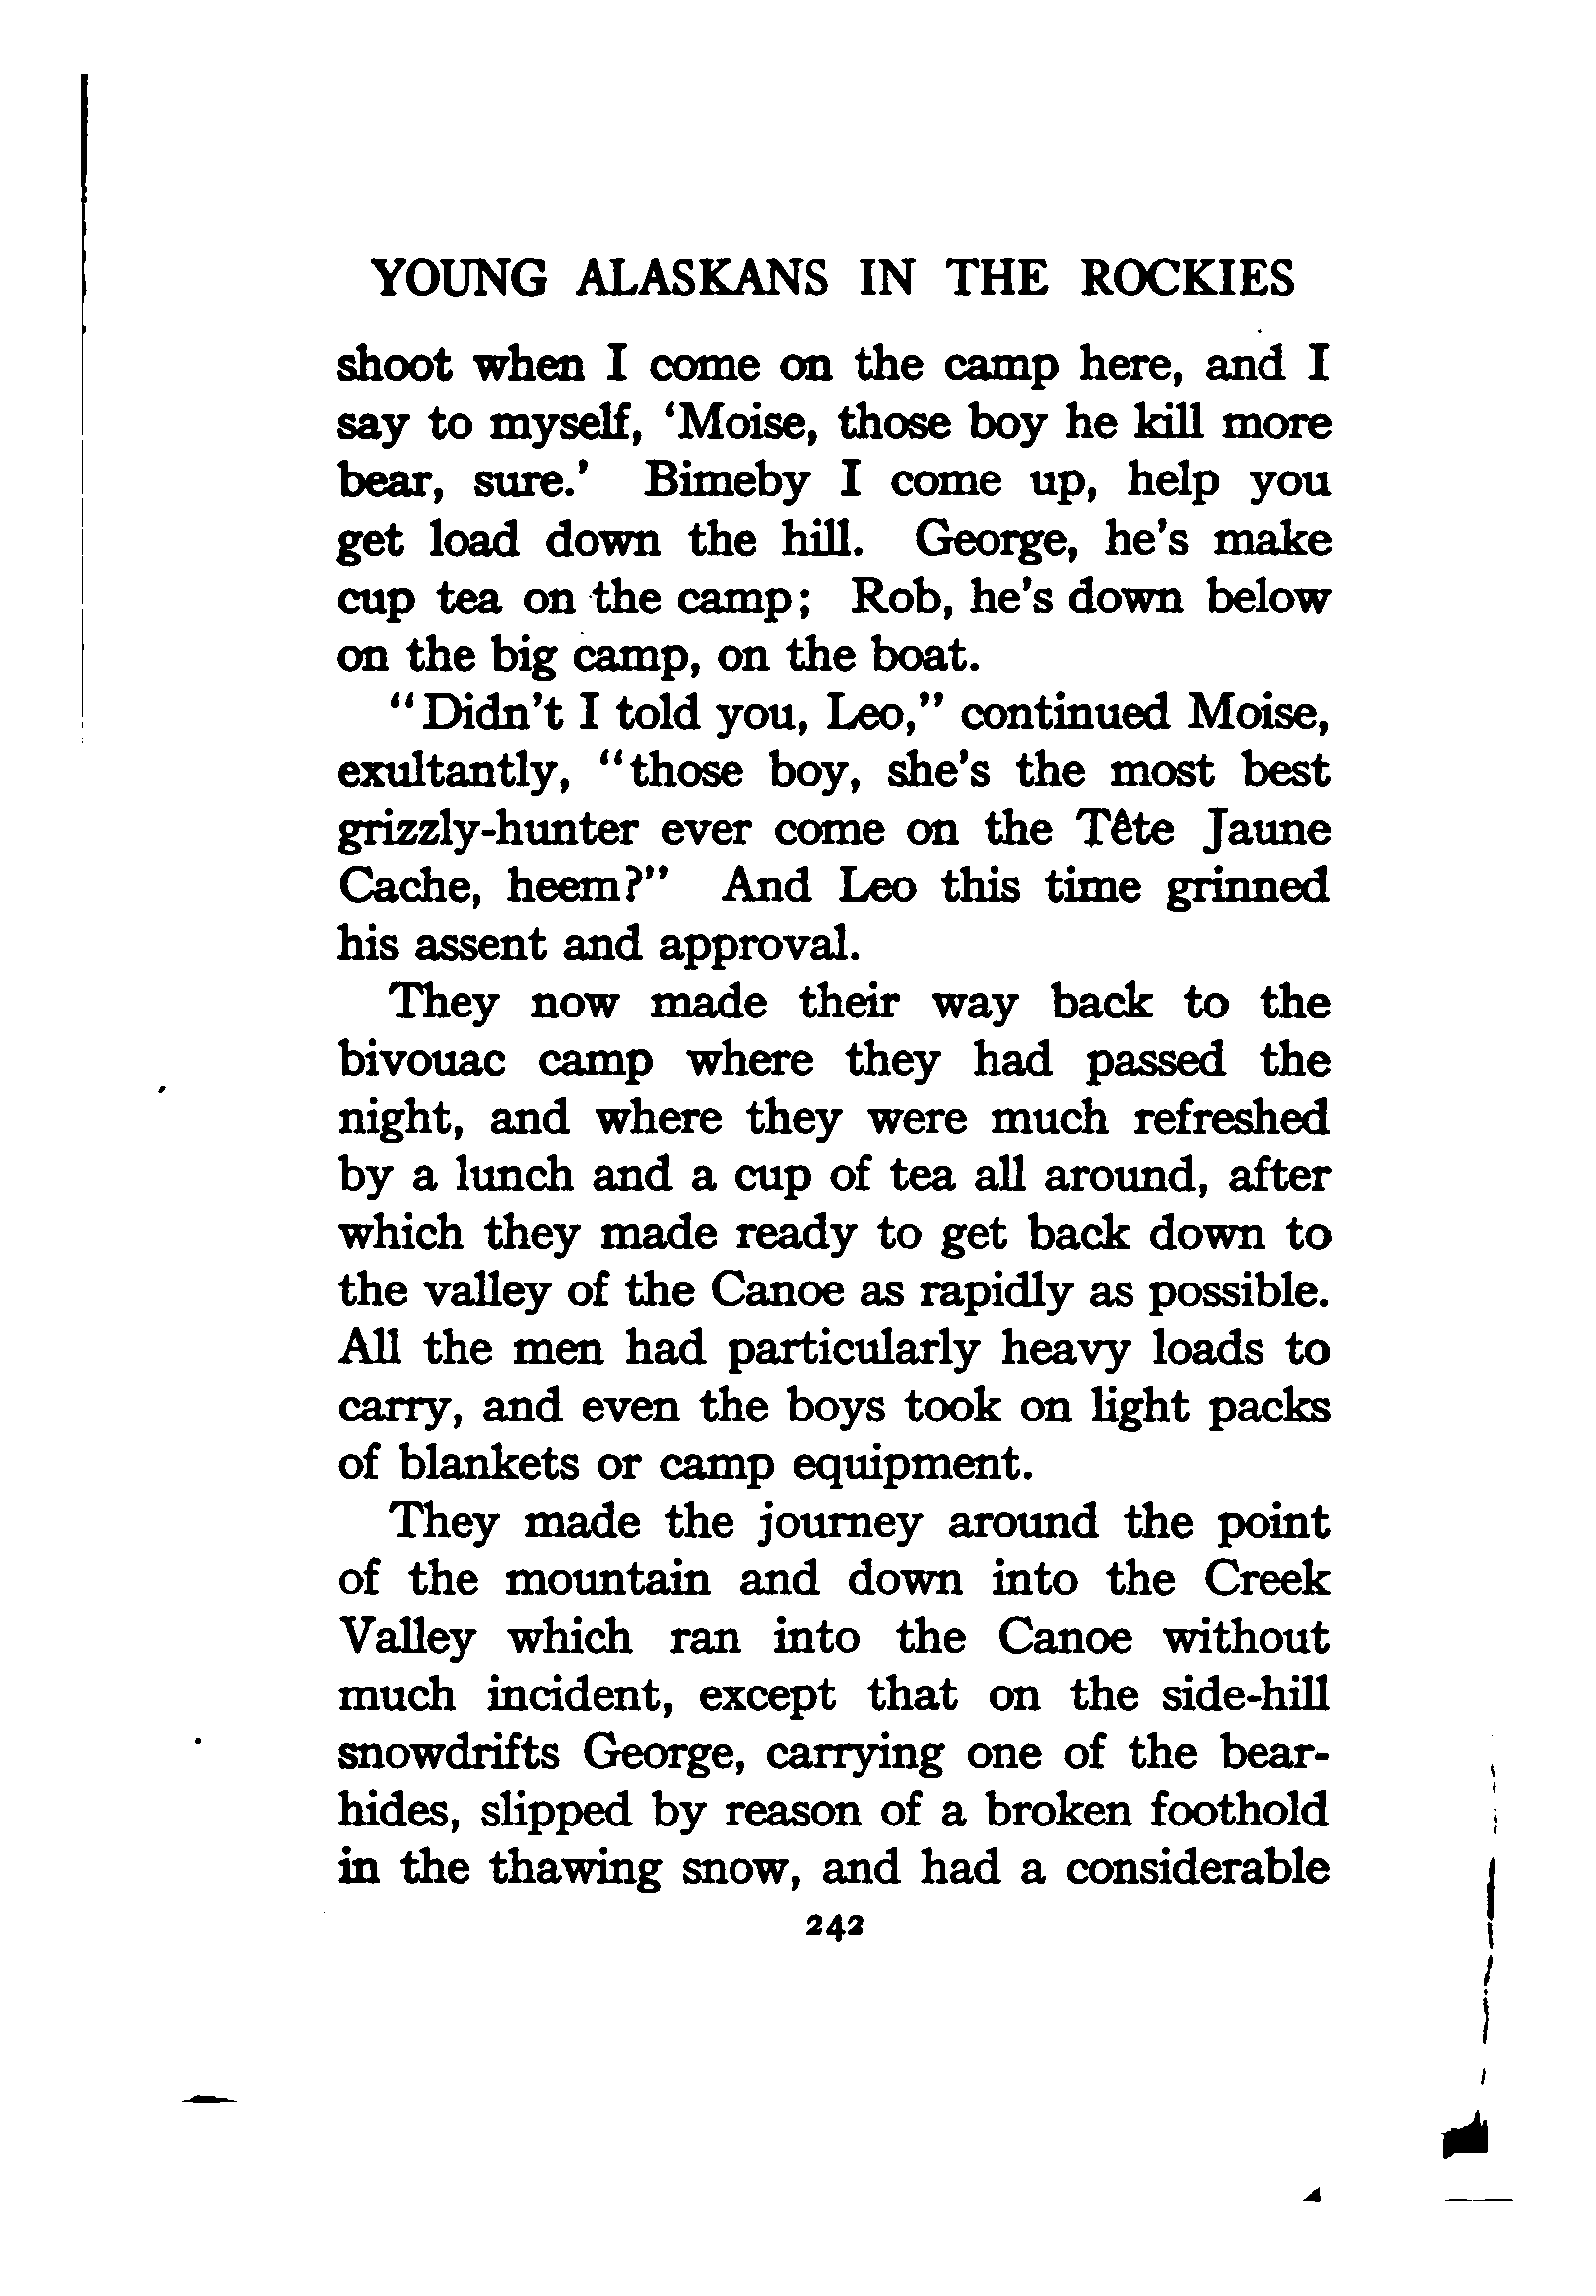 YOUNG ALASKANS IN THE ROCKIES
shoot when I come on the camp here, and I
say to myself, ‘Moise, those boy he kill more
bear, sure.’ Bimeby I come up, help you
get load down the hill. George, he's make
cup tea on the camp; Rob, he's down below
on the big camp, on the boat.
“Didn't I told you, Leo,” continued Moise,
exultantly, “those boy, she's the most best
grizzly-hunter ever come on the Tête Jaune
Cache, heem?” And Leo this time grinned
his assent and approval.
They now made their way back to the
bivouac camp where they had passed the
night, and where they were much refreshed
by a lunch and a cup of tea all around, after
which they made ready to get back down to
the valley of the Canoe as rapidly as possible.
All the men had particularly heavy loads to
carry, and even the boys took on light packs
of blankets or camp equipment.
They made the journey around the point
of the mountain and down into the Creek
Valley which ran into the Canoe without
much incident, except that on the side-hill
snowdrifts George, carrying one of the bear-
hides, slipped by reason of a broken foothold
in the thawing snow, and had a considerable
242